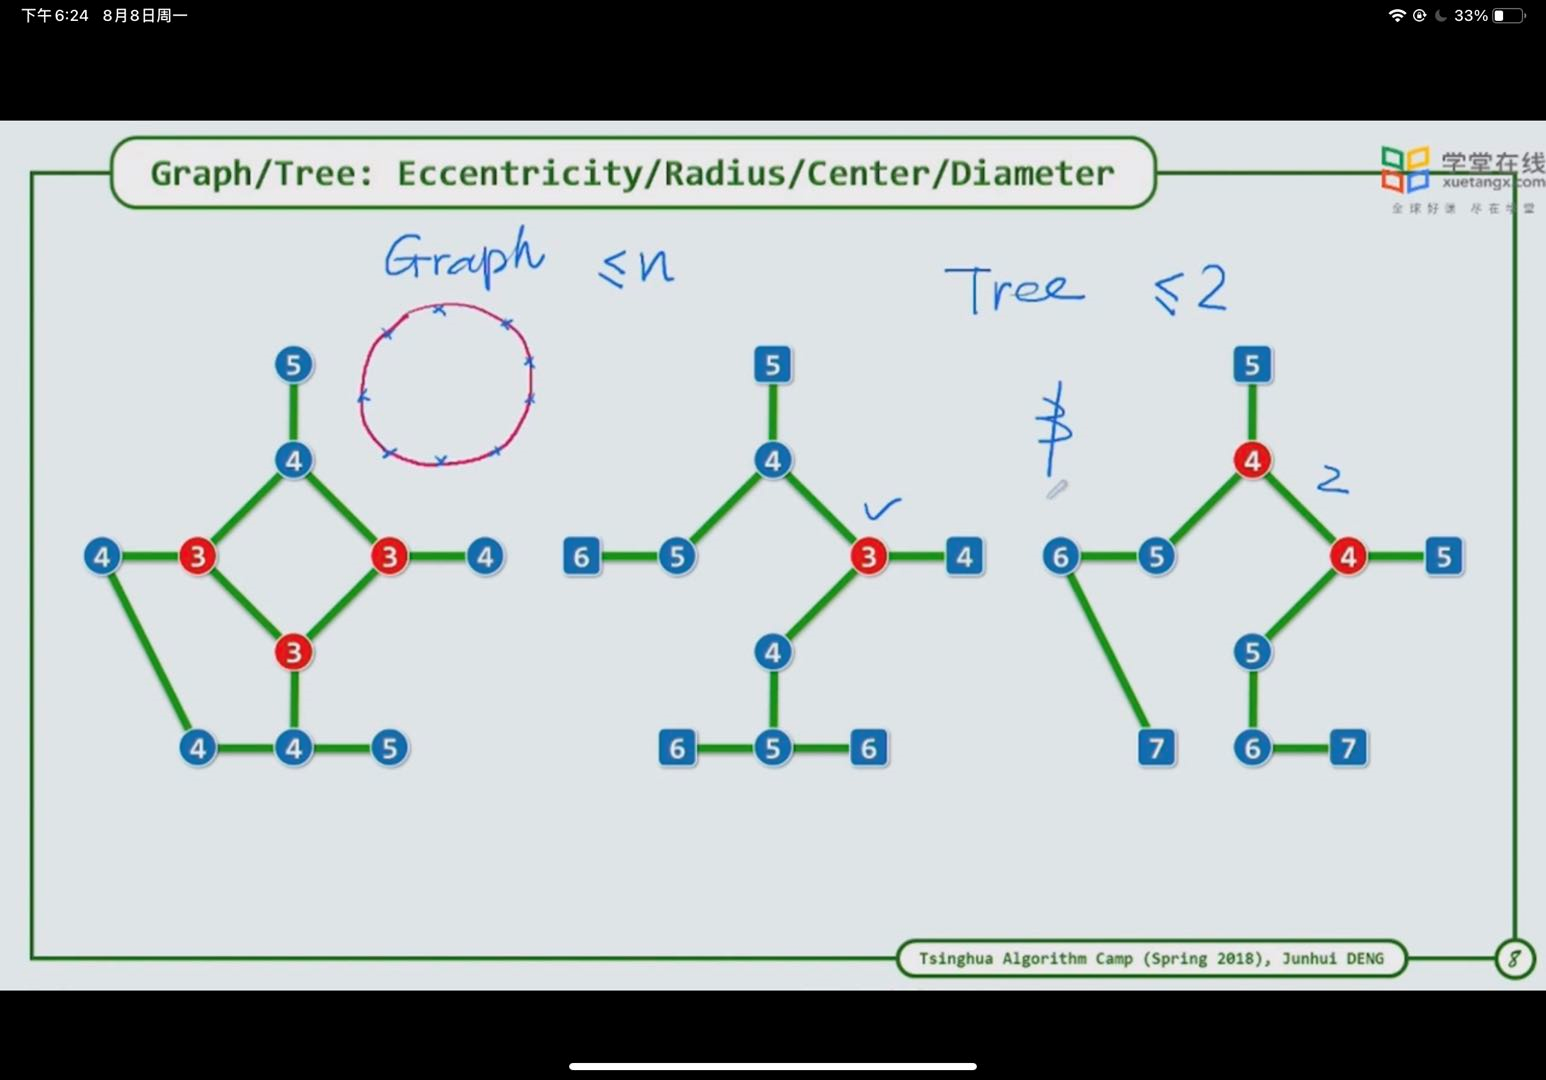 下午6:24 8月8日周一
33%
Graph/Tree: Eccentricity/Radius/Center/Diameter
学堂在线
xuetangx.com
全球好课 尽在学堂
Graph ≤n
Tree ≤2
5 5 5
4 4 4 2
4 3 3 4 6 5 3 4 6 5 4 5
3 4 5
4 4 5 6 5 6 7 6 7
Tsinghua Algorithm Camp (Spring 2018), Junhui DENG
8